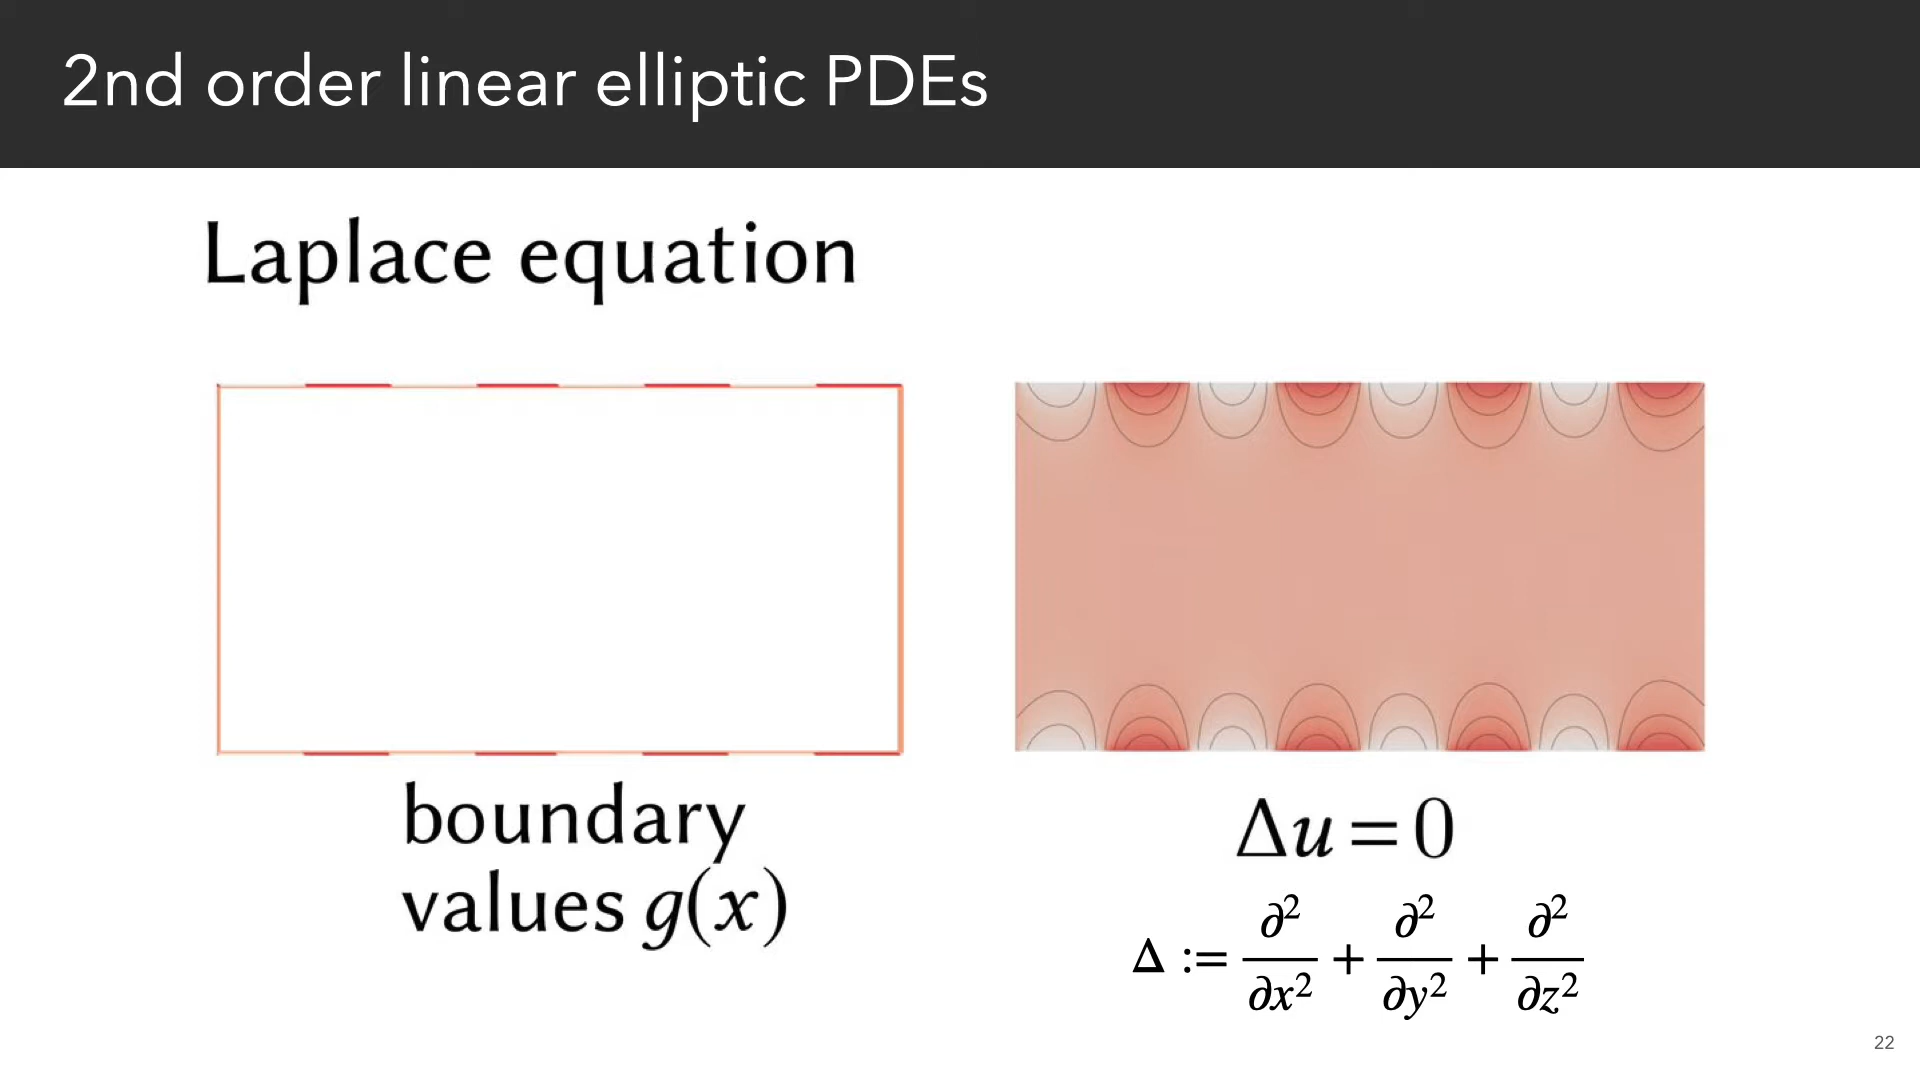 2nd order linear elliptic PDEs
Laplace equation
boundary
values g(x)
Δu = 0
Δ := ∂²/∂x² + ∂²/∂y² + ∂²/∂z²
22